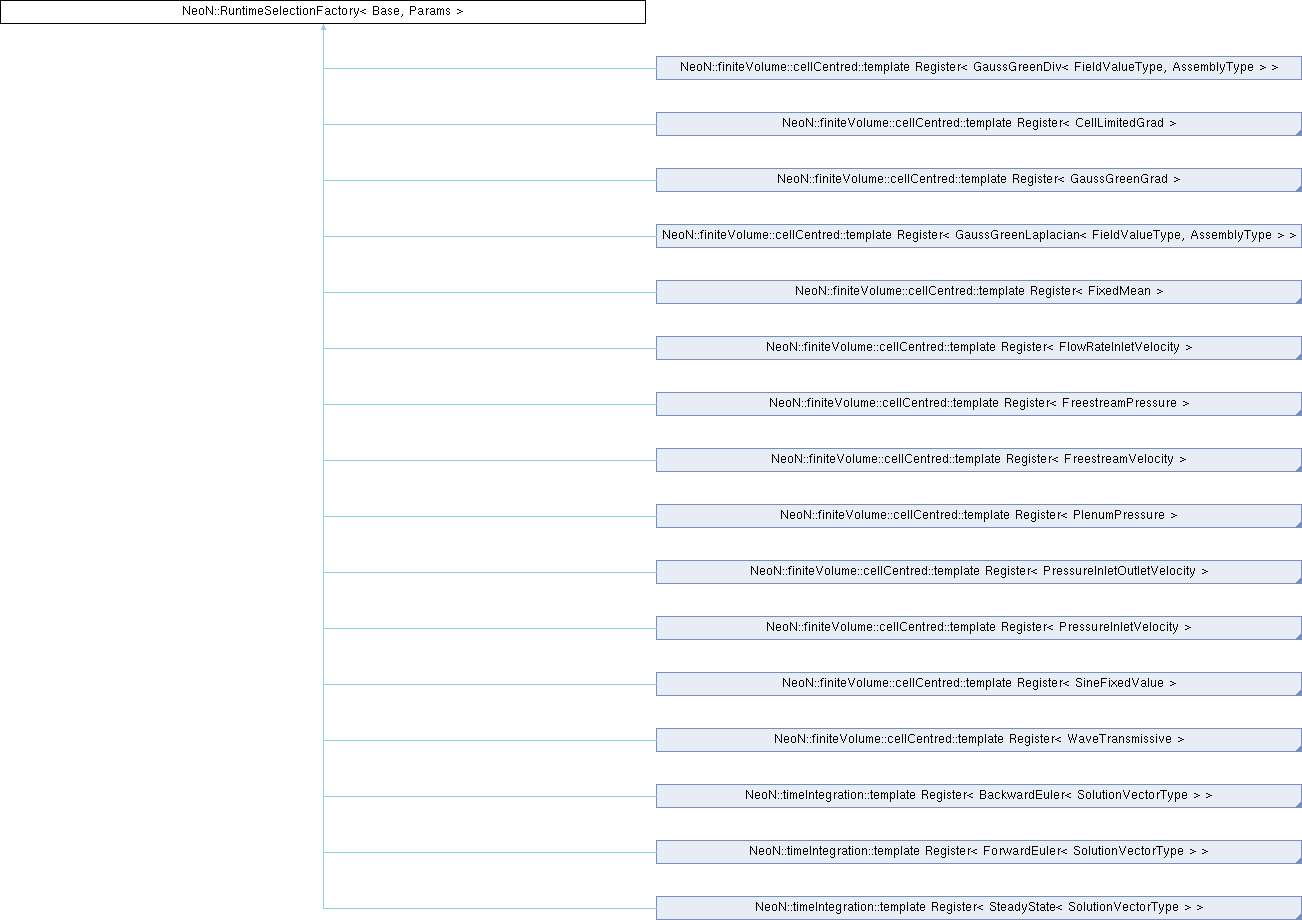 NeoN::RuntimeSelectionFactory< Base, Params >
NeoN::finiteVolume::cellCentred::template Register< GaussGreenDiv< FieldValueType, AssemblyType > >
NeoN::finiteVolume::cellCentred::template Register< CellLimitedGrad >
NeoN::finiteVolume::cellCentred::template Register< GaussGreenGrad >
NeoN::finiteVolume::cellCentred::template Register< GaussGreenLaplacian< FieldValueType, AssemblyType > >
NeoN::finiteVolume::cellCentred::template Register< FixedMean >
NeoN::finiteVolume::cellCentred::template Register< FlowRateInletVelocity >
NeoN::finiteVolume::cellCentred::template Register< FreestreamPressure >
NeoN::finiteVolume::cellCentred::template Register< FreestreamVelocity >
NeoN::finiteVolume::cellCentred::template Register< PlenumPressure >
NeoN::finiteVolume::cellCentred::template Register< PressureInletOutletVelocity >
NeoN::finiteVolume::cellCentred::template Register< PressureInletVelocity >
NeoN::finiteVolume::cellCentred::template Register< SineFixedValue >
NeoN::finiteVolume::cellCentred::template Register< WaveTransmissive >
NeoN::timeIntegration::template Register< BackwardEuler< SolutionVectorType > >
NeoN::timeIntegration::template Register< ForwardEuler< SolutionVectorType > >
NeoN::timeIntegration::template Register< SteadyState< SolutionVectorType > >